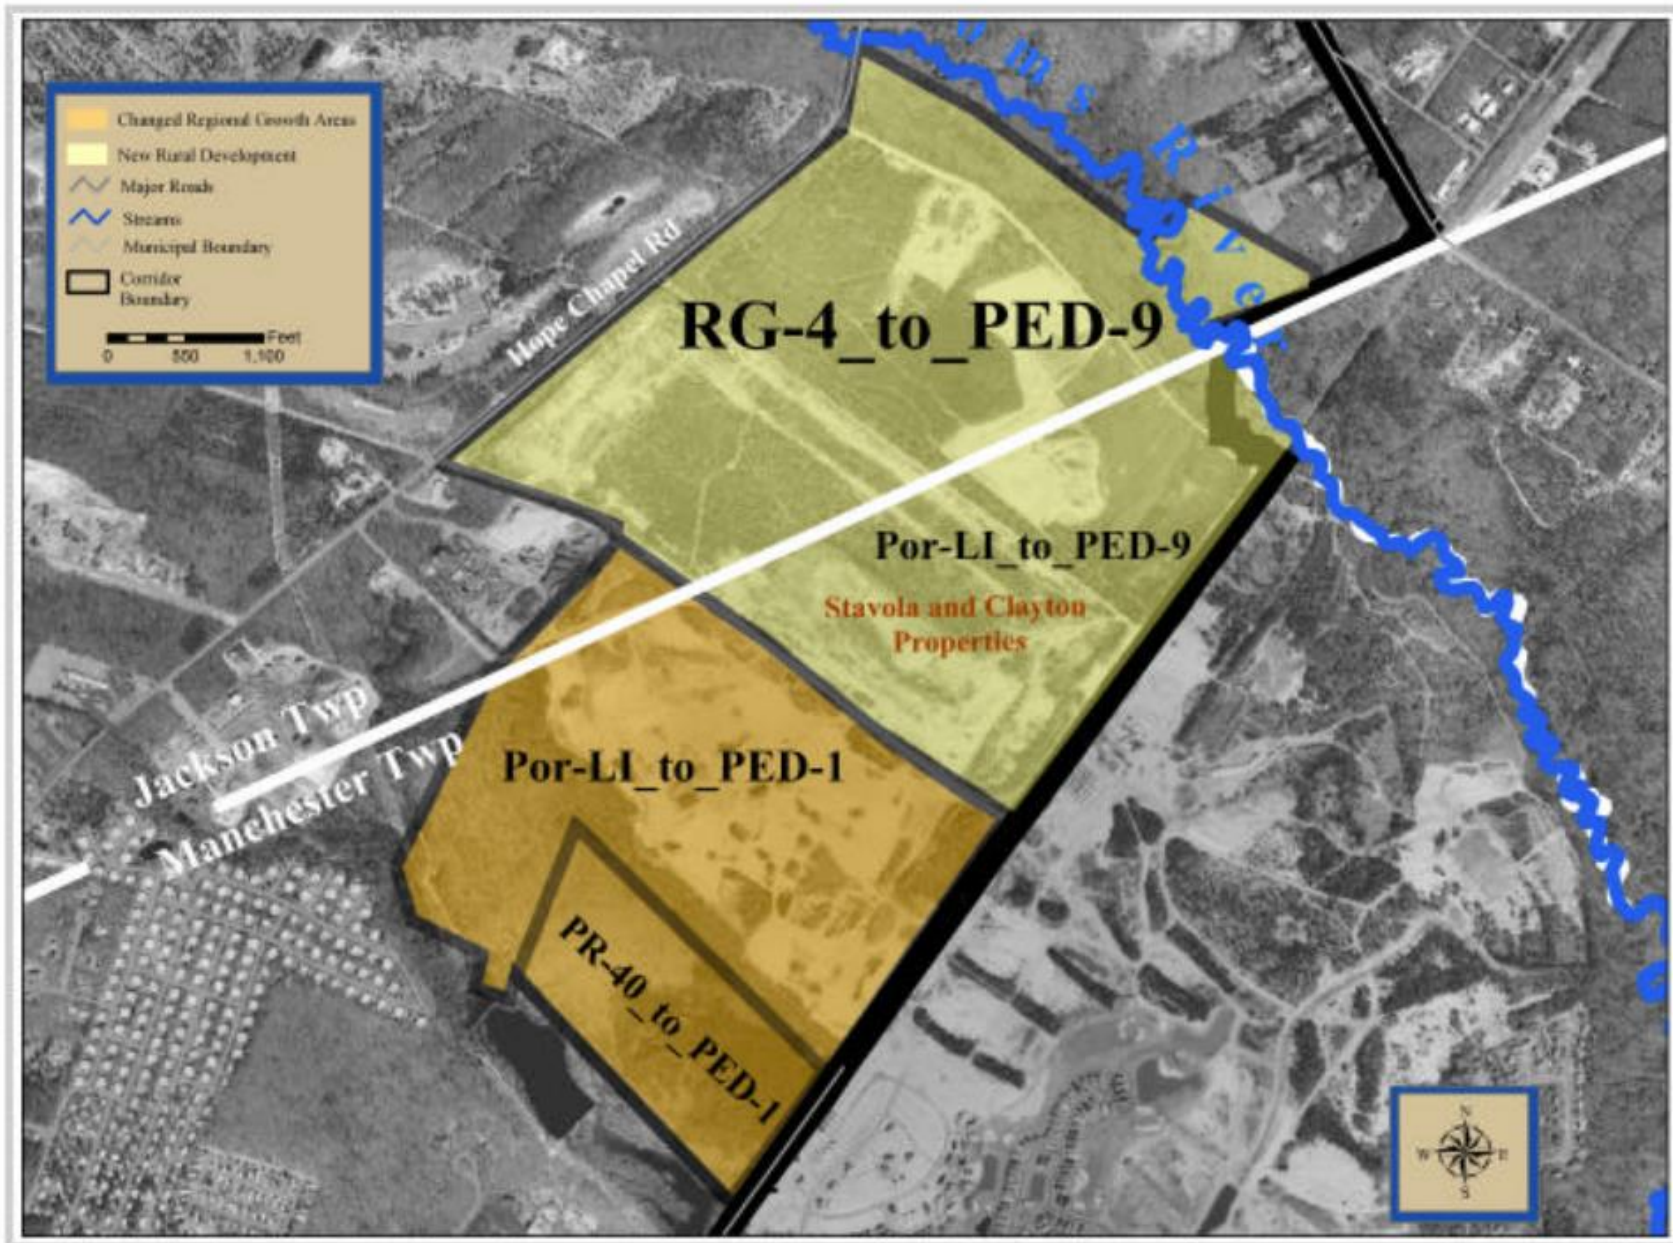 Changed Regional Growth Areas
New Rural Development
Major Roads
Streams
Municipal Boundary
Corridor
Boundary
Feet
0 550 1,100
ms River
Hope Chapel Rd
RG-4_to_PED-9
Por-LI_to_PED-9
Stavola and Clayton
Properties
Jackson Twp
Manchester Twp
Por-LI_to_PED-1
PR-40_to_PED-1
N
W E
S